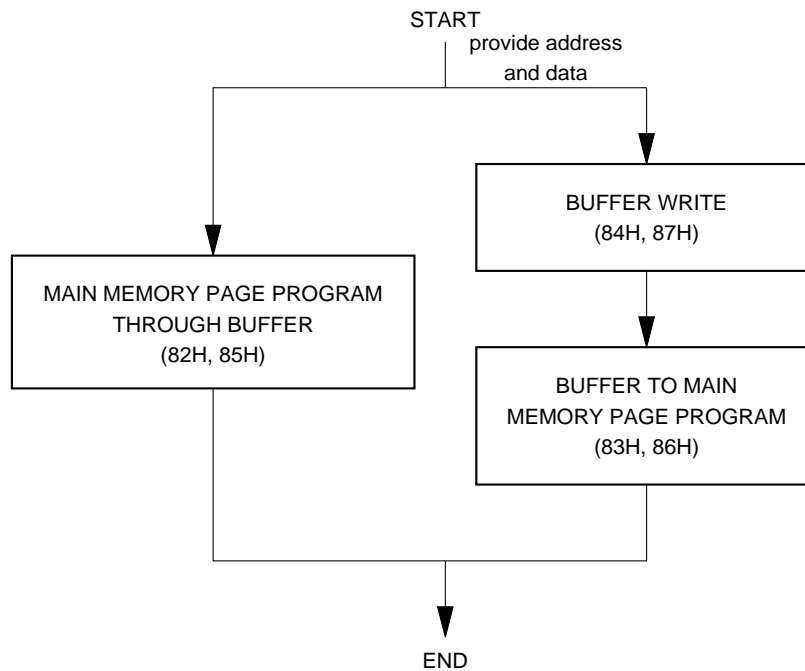 START
provide address
and data
BUFFER WRITE
(84H, 87H)
MAIN MEMORY PAGE PROGRAM
THROUGH BUFFER
(82H, 85H)
BUFFER TO MAIN
MEMORY PAGE PROGRAM
(83H, 86H)
END